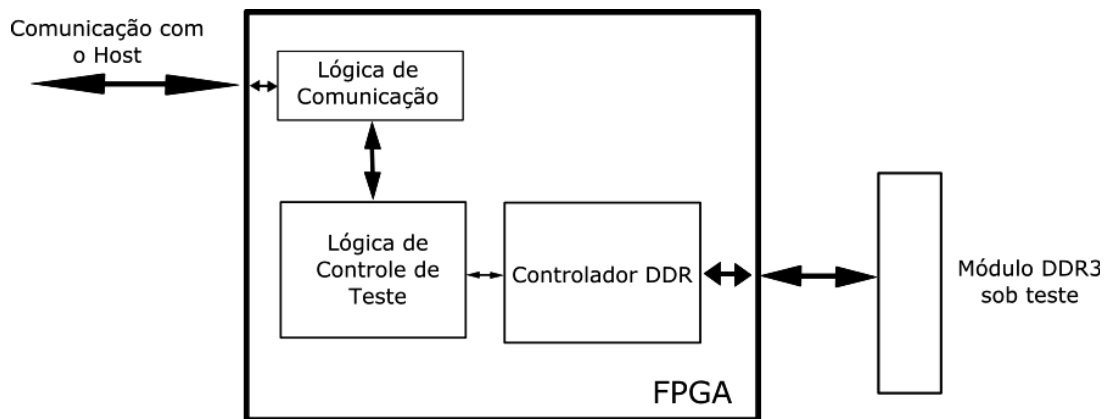 Comunicação com
o Host
Lógica de
Comunicação
Lógica de
Controle de
Teste
Controlador DDR
Módulo DDR3
sob teste
FPGA